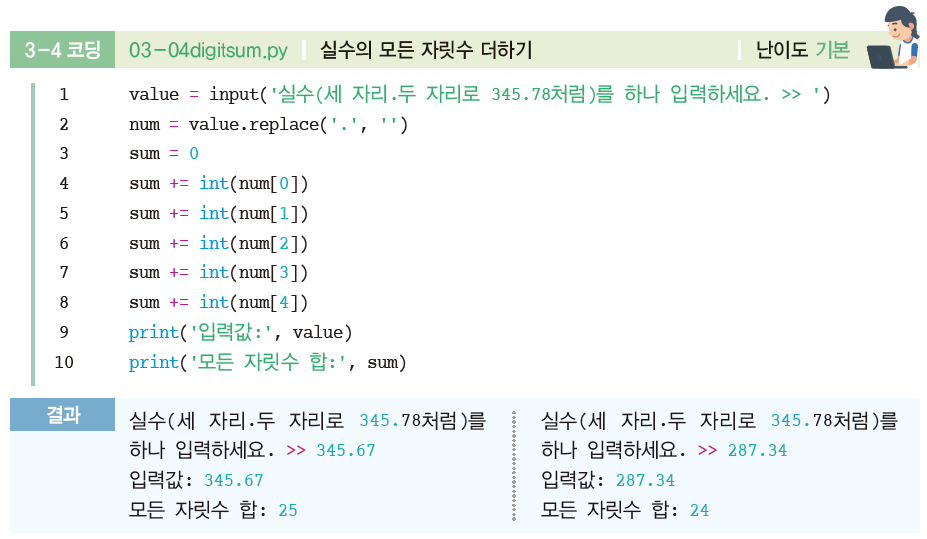 3-4 코딩 03-04digitsum.py 실수의 모든 자릿수 더하기 난이도 기본
1 value = input('실수(세 자리.두 자리로 345.78처럼)를 하나 입력하세요. >> ')
2 num = value.replace('.', '')
3 sum = 0
4 sum += int(num[0])
5 sum += int(num[1])
6 sum += int(num[2])
7 sum += int(num[3])
8 sum += int(num[4])
9 print('입력값:', value)
10 print('모든 자릿수 합:', sum)
결과
실수(세 자리.두 자리로 345.78처럼)를
하나 입력하세요. >> 345.67
입력값: 345.67
모든 자릿수 합: 25
실수(세 자리.두 자리로 345.78처럼)를
하나 입력하세요. >> 287.34
입력값: 287.34
모든 자릿수 합: 24